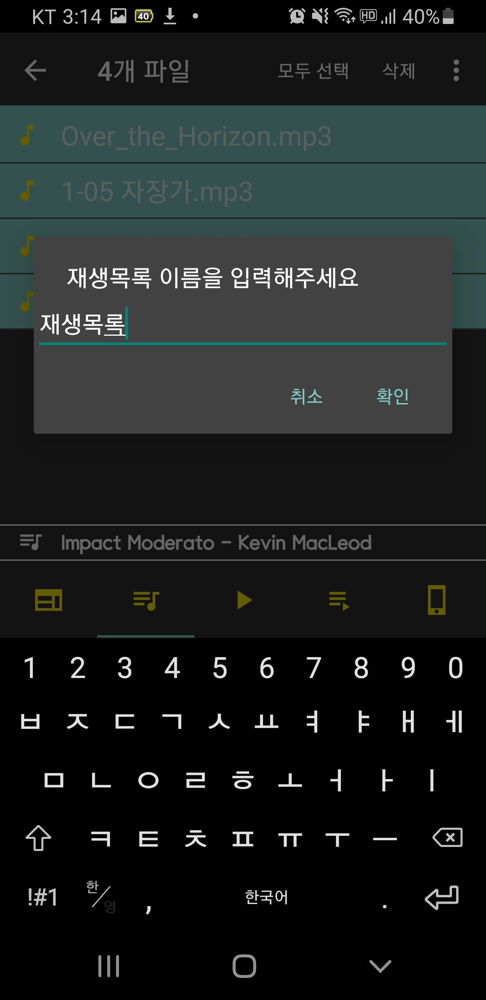 KT 3:14 40 HD 40%
4개 파일 모두 선택 삭제
Over_the_Horizon.mp3
1-05 자장가.mp3
재생목록 이름을 입력해주세요
재생목록
취소 확인
Impact Moderato - Kevin MacLeod
1 2 3 4 5 6 7 8 9 0
ㅂ ㅈ ㄷ ㄱ ㅅ ㅛ ㅕ ㅑ ㅐ ㅔ
ㅁ ㄴ ㅇ ㄹ ㅎ ㅗ ㅓ ㅏ ㅣ
ㅋ ㅌ ㅊ ㅍ ㅠ ㅜ ㅡ
!#1 한/영 , 한국어 .